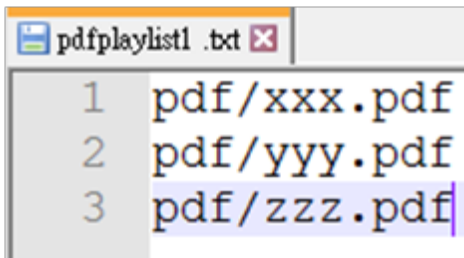 pdfplaylist1 .txt
1 pdf/xxx.pdf
2 pdf/yyy.pdf
3 pdf/zzz.pdf